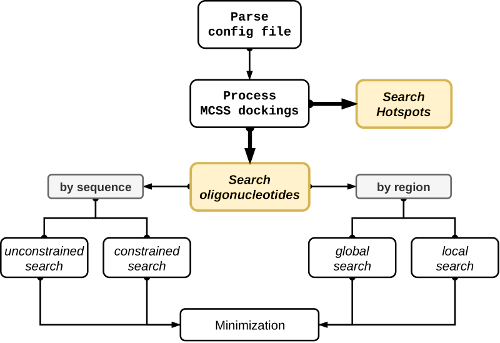 Parse
config file
Process
MCSS dockings
Search
Hotspots
Search
oligonucleotides
by sequence
by region
unconstrained
search
constrained
search
global
search
local
search
Minimization